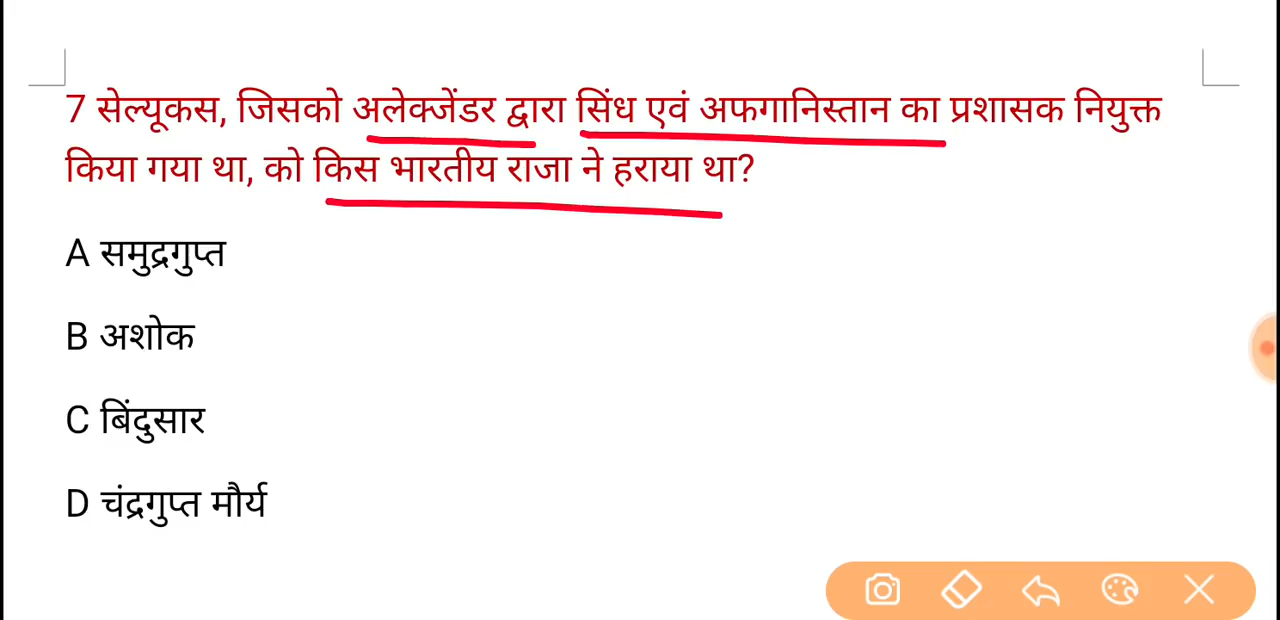 7 सेल्यूकस, जिसको अलेक्जेंडर द्वारा सिंध एवं अफगानिस्तान का प्रशासक नियुक्त
किया गया था, को किस भारतीय राजा ने हराया था?
A समुद्रगुप्त
B अशोक
C बिंदुसार
D चंद्रगुप्त मौर्य